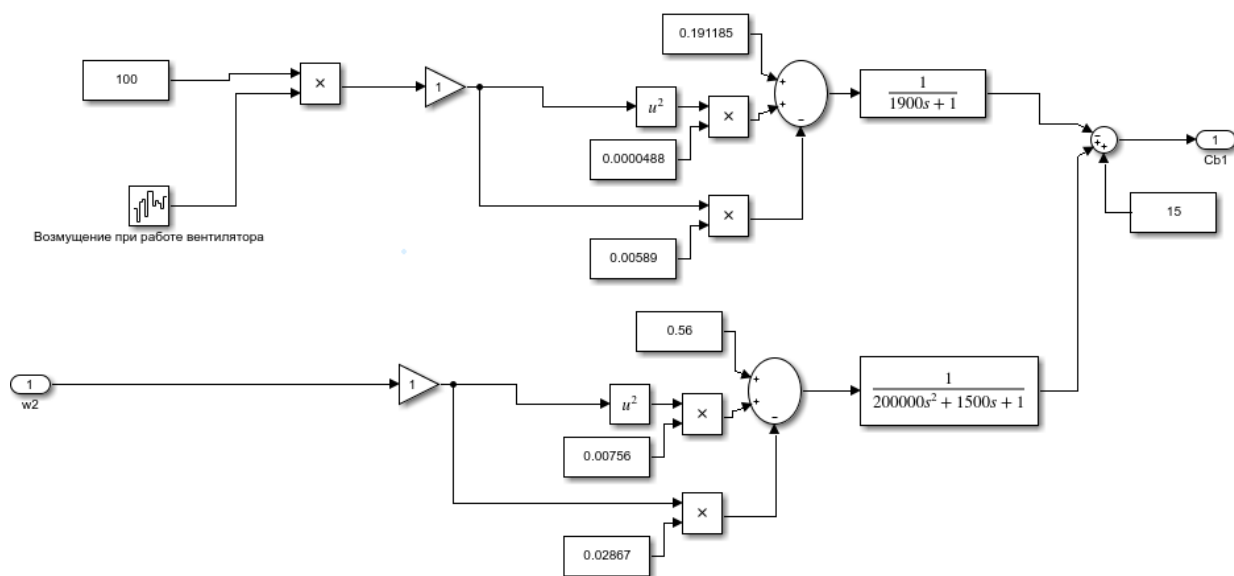 0.191185
100
×
1
u²
×
1
1900s + 1
0.0000488
1
Cb1
×
15
Возмущение при работе вентилятора
0.00589
0.56
1
w2
1
u²
×
1
200000s² + 1500s + 1
0.00756
×
0.02867